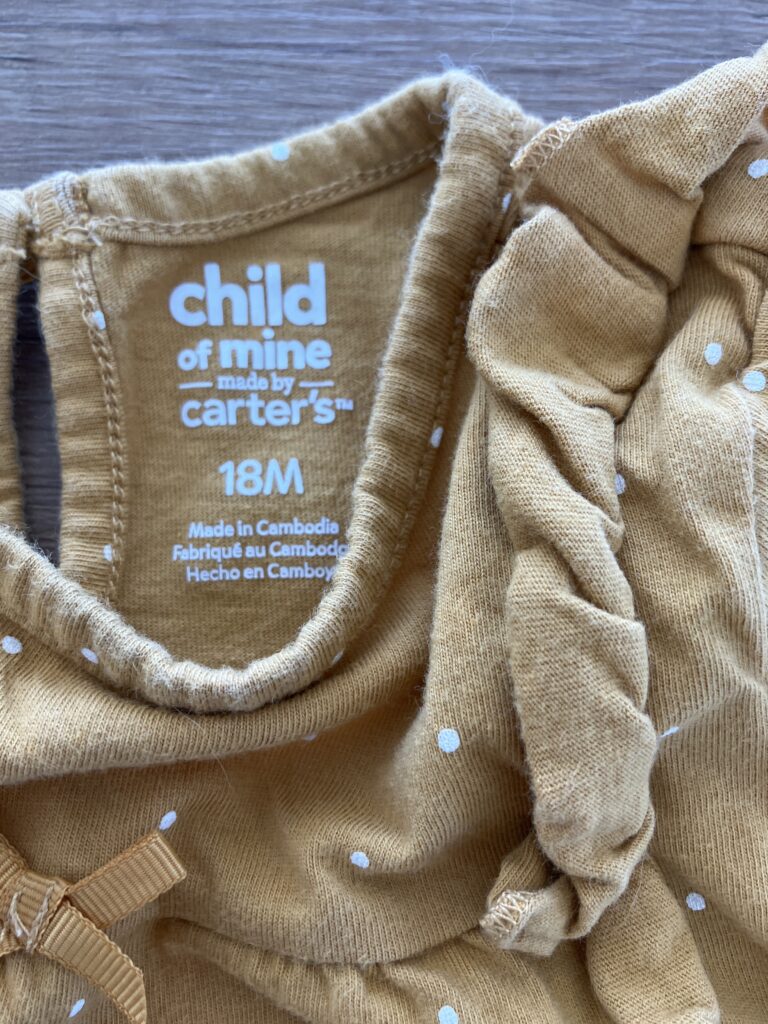 child
of mine
made by
carter's™
18M
Made in Cambodia
Fabriqué au
Hecho en